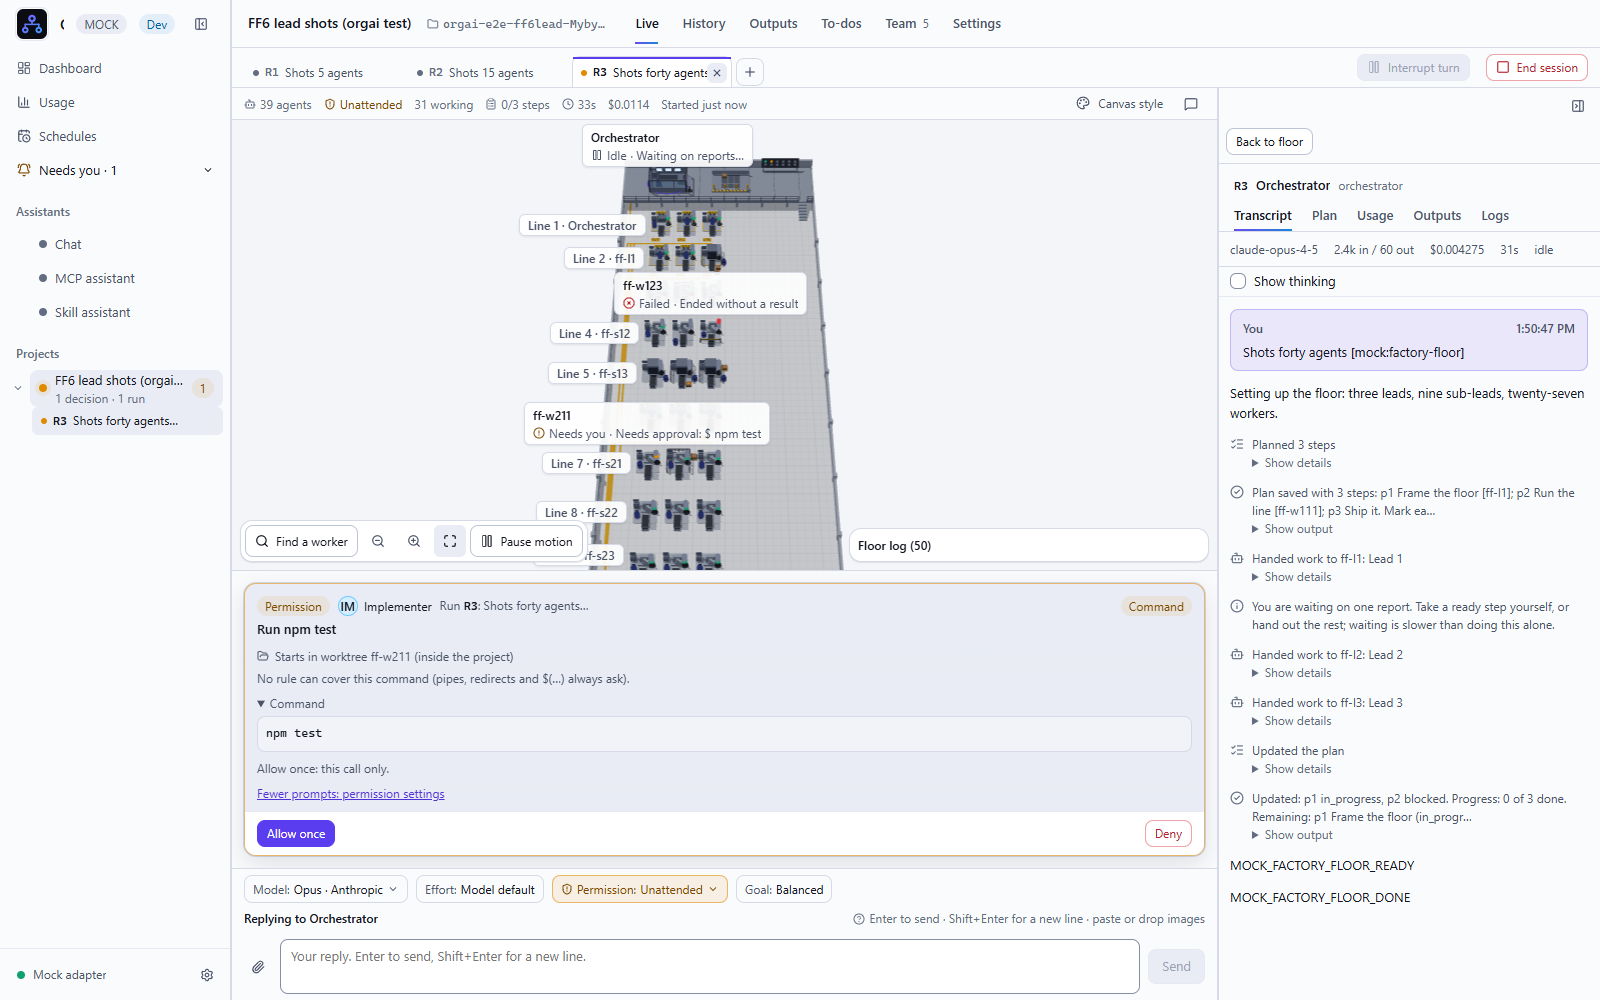 MOCK
Dev
Dashboard
Usage
Schedules
Needs you · 1
Assistants
Chat
MCP assistant
Skill assistant
Projects
FF6 lead shots (orgai...
1 decision · 1 run
1
R3 Shots forty agents...
Mock adapter
FF6 lead shots (orgai test)
orgai-e2e-ff6lead-Myby...
Live
History
Outputs
To-dos
Team 5
Settings
R1 Shots 5 agents
R2 Shots 15 agents
R3 Shots forty agents
Interrupt turn
End session
39 agents
Unattended
31 working
0/3 steps
33s
$0.0114
Started just now
Canvas style
Orchestrator
Idle · Waiting on reports...
Line 1 · Orchestrator
Line 2 · ff-l1
ff-w123
Failed · Ended without a result
Line 4 · ff-s12
Line 5 · ff-s13
ff-w211
Needs you · Needs approval: $ npm test
Line 7 · ff-s21
Line 8 · ff-s22
ff-s23
Find a worker
Pause motion
Floor log (50)
Permission
IM Implementer
Run R3: Shots forty agents...
Command
Run npm test
Starts in worktree ff-w211 (inside the project)
No rule can cover this command (pipes, redirects and $(...) always ask).
Command
npm test
Allow once: this call only.
Fewer prompts: permission settings
Allow once
Deny
Model: Opus · Anthropic
Effort: Model default
Permission: Unattended
Goal: Balanced
Replying to Orchestrator
Enter to send · Shift+Enter for a new line · paste or drop images
Your reply. Enter to send, Shift+Enter for a new line.
Send
Back to floor
R3 Orchestrator orchestrator
Transcript
Plan
Usage
Outputs
Logs
claude-opus-4-5
2.4k in / 60 out
$0.004275
31s
idle
Show thinking
You
1:50:47 PM
Shots forty agents [mock:factory-floor]
Setting up the floor: three leads, nine sub-leads, twenty-seven
workers.
Planned 3 steps
Show details
Plan saved with 3 steps: p1 Frame the floor [ff-l1]; p2 Run the
line [ff-w111]; p3 Ship it. Mark ea...
Show output
Handed work to ff-l1: Lead 1
Show details
You are waiting on one report. Take a ready step yourself, or
hand out the rest; waiting is slower than doing this alone.
Handed work to ff-l2: Lead 2
Show details
Handed work to ff-l3: Lead 3
Show details
Updated the plan
Show details
Updated: p1 in_progress, p2 blocked. Progress: 0 of 3 done.
Remaining: p1 Frame the floor (in_progr...
Show output
MOCK_FACTORY_FLOOR_READY
MOCK_FACTORY_FLOOR_DONE